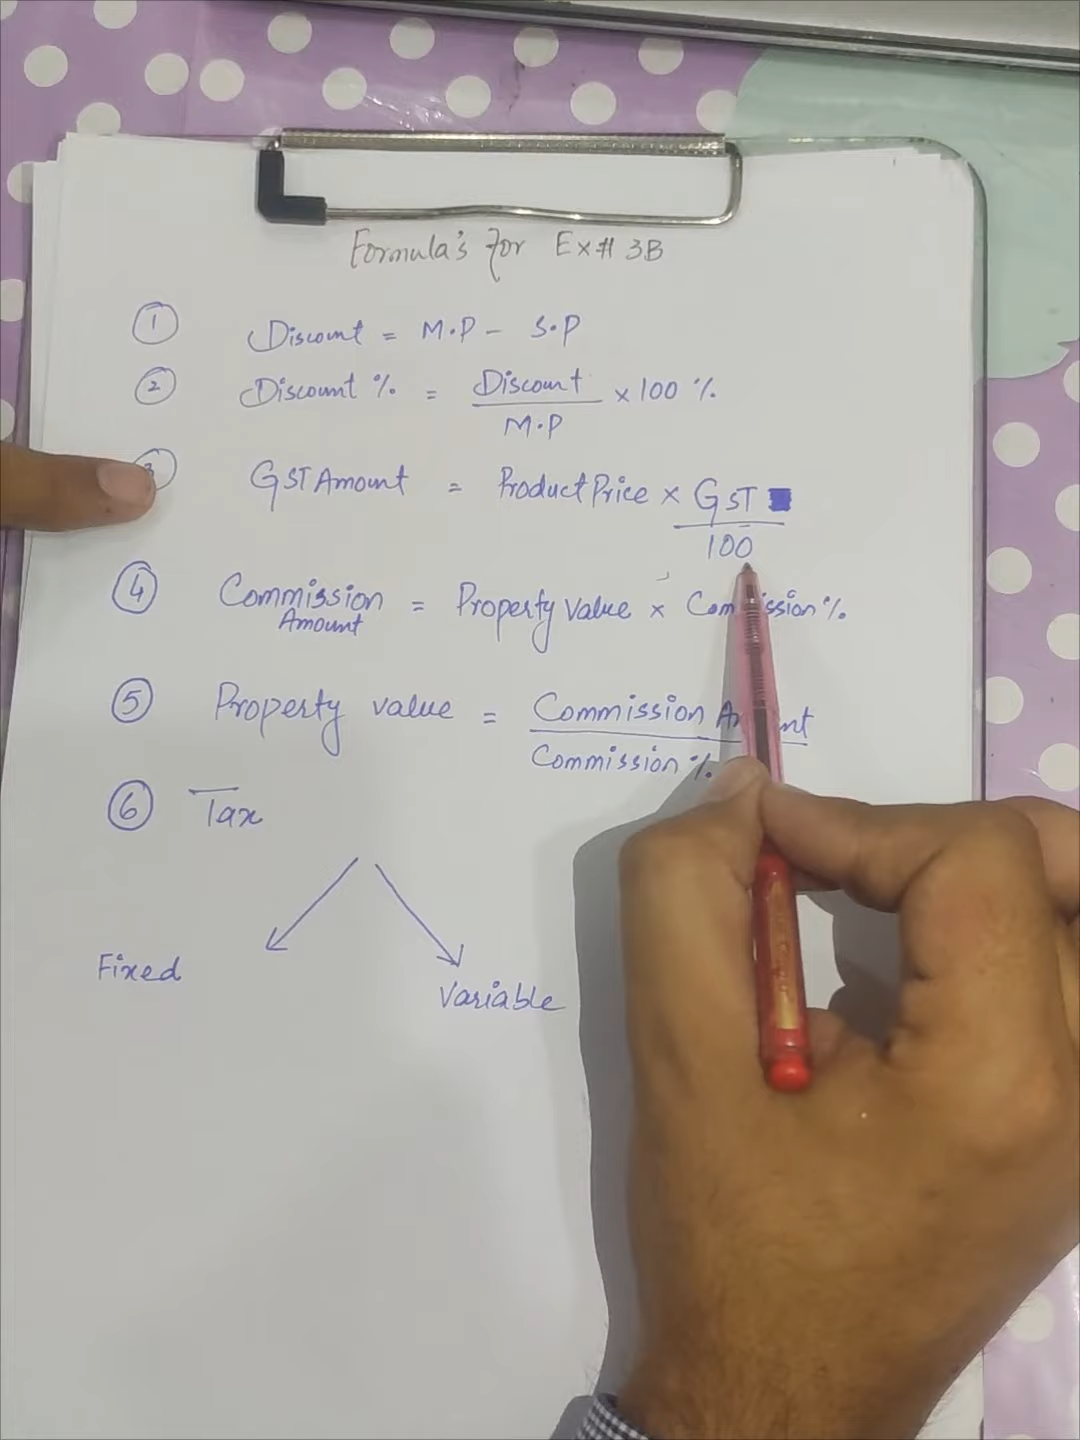 Formula's for Ex# 3B
① Discount = M.P - S.P
② Discount % = Discount / M.P × 100 %
③ GST Amount = Product Price × GST / 100
④ Commission Amount = Property value × Commission %
⑤ Property value = Commission Amount / Commission %
⑥ Tax
Fixed
Variable